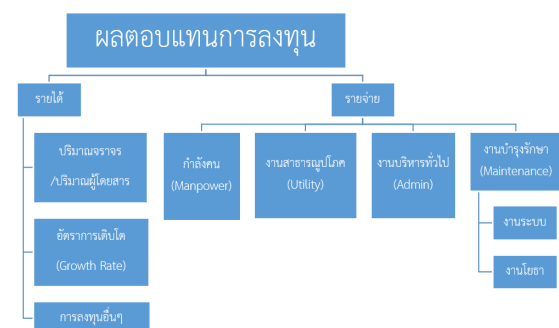 ผลตอบแทนการลงทุน
รายได้
รายจ่าย
ปริมาณจราจร
/ปริมาณผู้โดยสาร
อัตราการเติบโต
(Growth Rate)
การลงทุนอื่นๆ
กำลังคน
(Manpower)
งานสาธารณูปโภค
(Utility)
งานบริหารทั่วไป
(Admin)
งานบำรุงรักษา
(Maintenance)
งานระบบ
งานโยธา